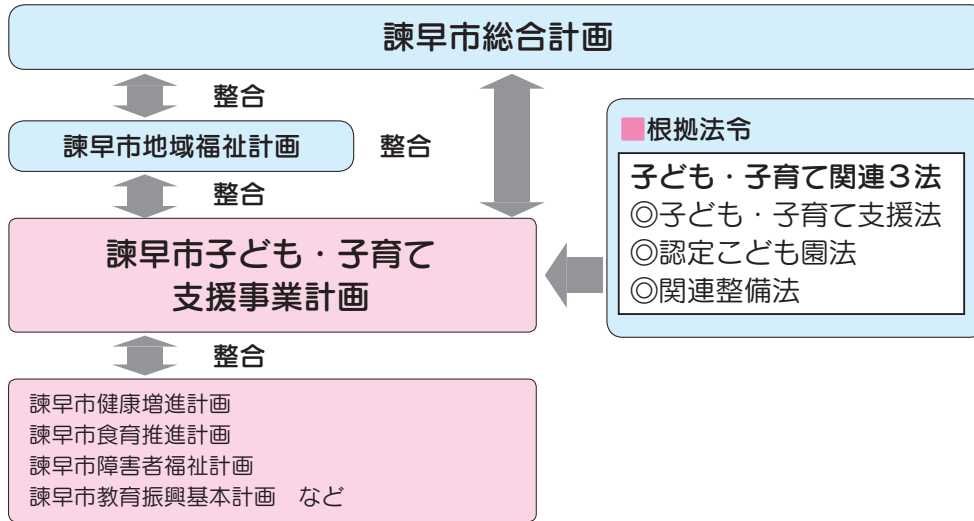 諫早市総合計画
整合
諫早市地域福祉計画
整合
整合
諫早市子ども・子育て
支援事業計画
■根拠法令
子ども・子育て関連３法
◎子ども・子育て支援法
◎認定こども園法
◎関連整備法
整合
諫早市健康増進計画
諫早市食育推進計画
諫早市障害者福祉計画
諫早市教育振興基本計画　など